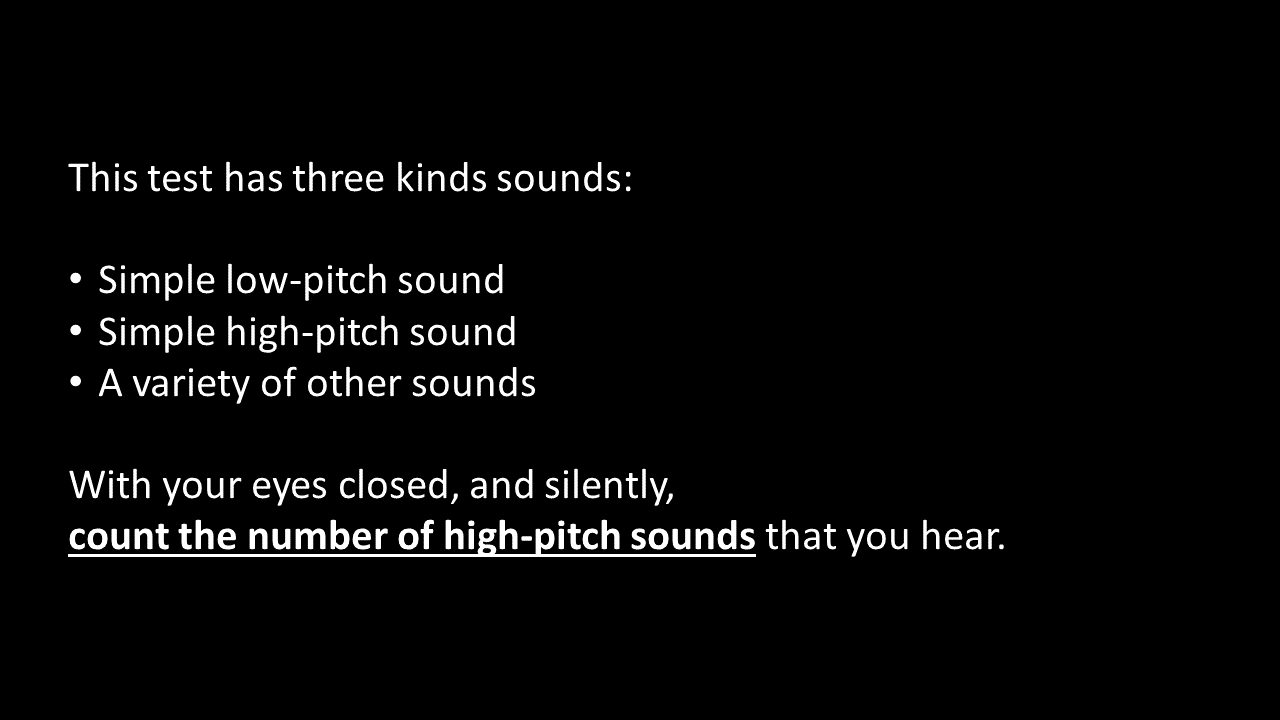 This test has three kinds sounds:
• Simple low-pitch sound
• Simple high-pitch sound
• A variety of other sounds
With your eyes closed, and silently,
count the number of high-pitch sounds that you hear.